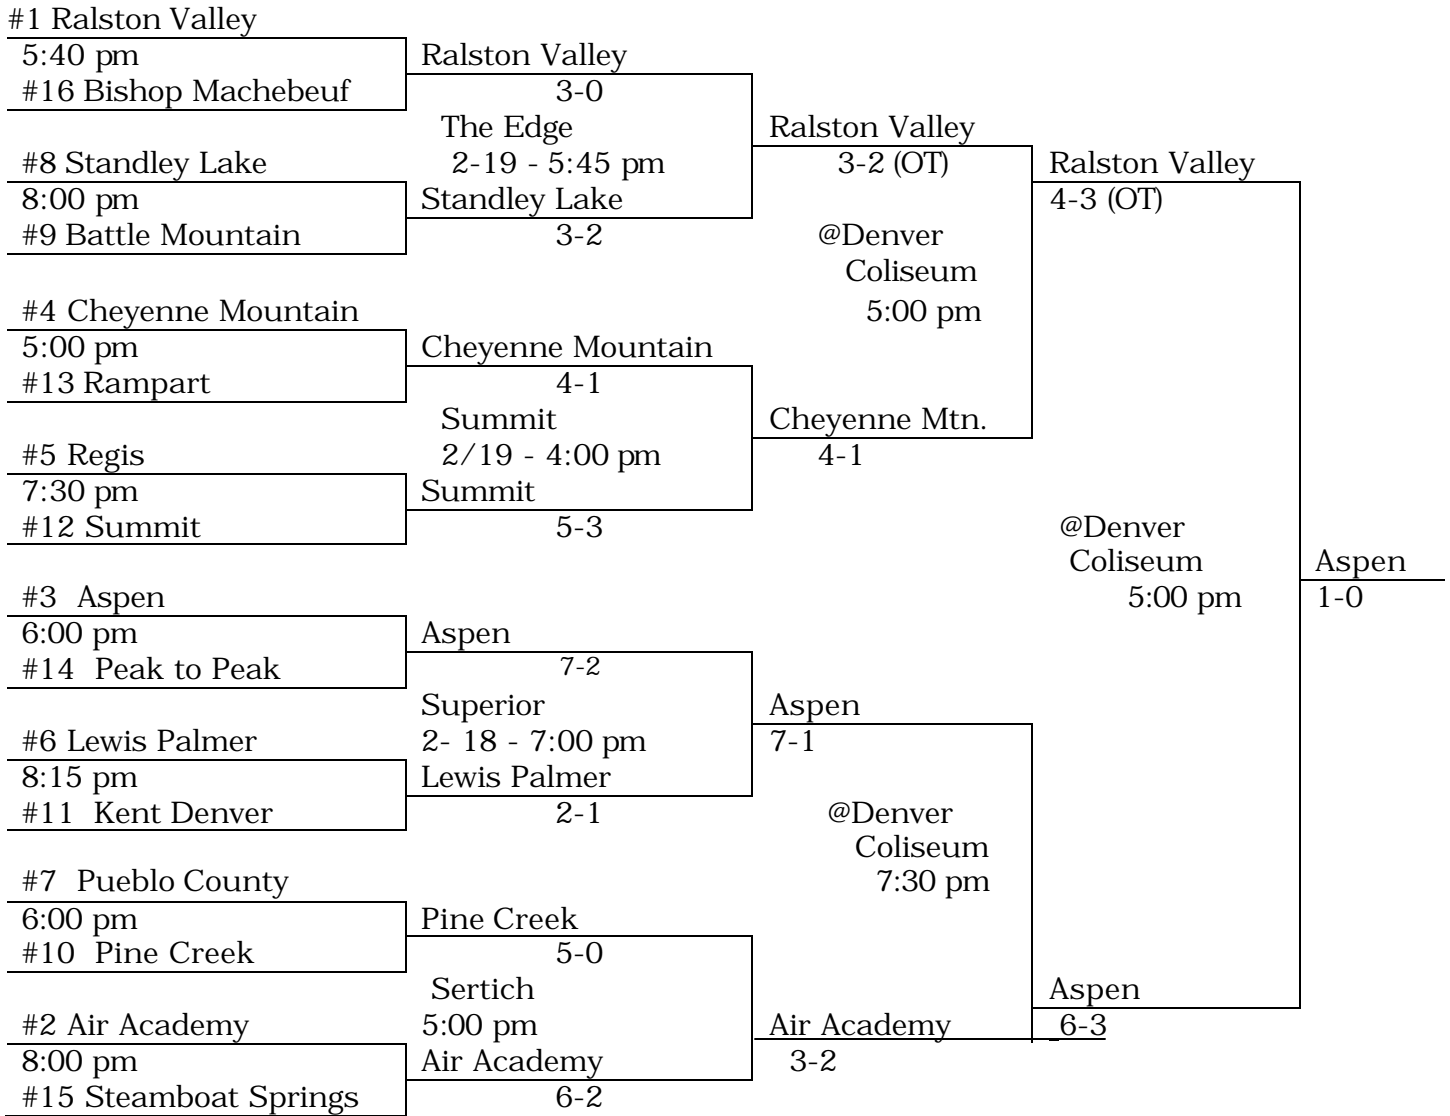 #1 Ralston Valley
5:40 pm
#16 Bishop Machebeuf
Ralston Valley
3-0
The Edge
2-19 - 5:45 pm
#8 Standley Lake
8:00 pm
#9 Battle Mountain
Standley Lake
3-2
Ralston Valley
3-2 (OT)
@Denver
Coliseum
5:00 pm
Ralston Valley
4-3 (OT)
#4 Cheyenne Mountain
5:00 pm
#13 Rampart
Cheyenne Mountain
4-1
Summit
2/19 - 4:00 pm
#5 Regis
7:30 pm
#12 Summit
Summit
5-3
Cheyenne Mtn.
4-1
@Denver
Coliseum
5:00 pm
Aspen
1-0
#3 Aspen
6:00 pm
#14 Peak to Peak
Aspen
7-2
Superior
2- 18 - 7:00 pm
#6 Lewis Palmer
8:15 pm
#11 Kent Denver
Lewis Palmer
2-1
Aspen
7-1
@Denver
Coliseum
7:30 pm
#7 Pueblo County
6:00 pm
#10 Pine Creek
Pine Creek
5-0
Sertich
5:00 pm
#2 Air Academy
8:00 pm
#15 Steamboat Springs
Air Academy
6-2
Air Academy
3-2
Aspen
6-3